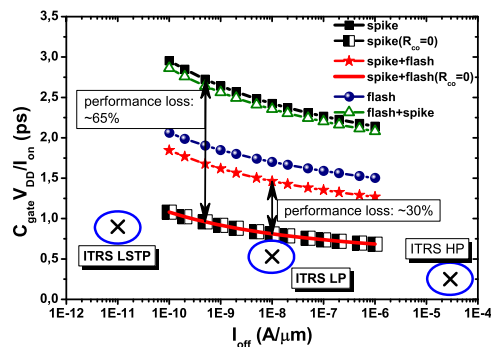 3,5
3,0
2,5
2,0
1,5
1,0
0,5
0,0
C_gate V_DD/I_on (ps)
spike
spike(R_co=0)
spike+flash
spike+flash(R_co=0)
flash
flash+spike
performance loss:
~65%
performance loss: ~30%
ITRS LSTP
ITRS LP
ITRS HP
1E-12 1E-11 1E-10 1E-9 1E-8 1E-7 1E-6 1E-5 1E-4
I_off (A/μm)